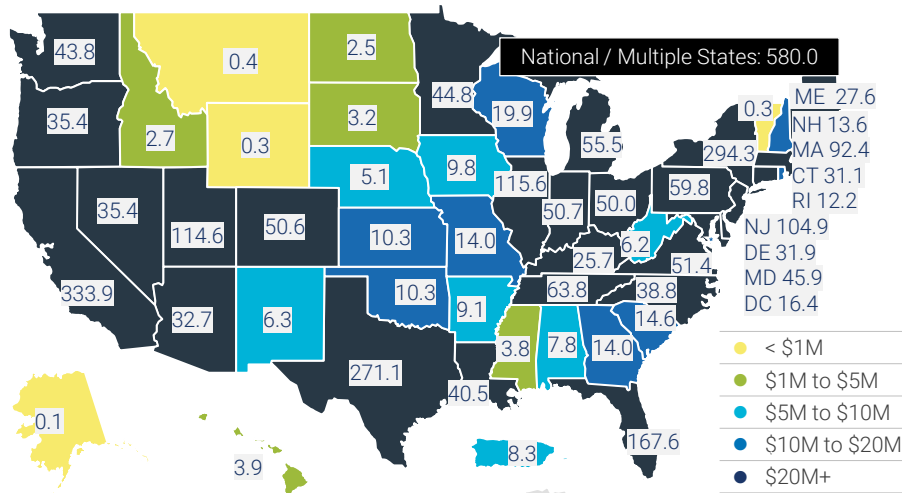 National / Multiple States: 580.0
43.8
0.4
2.5
44.8
19.9
55.5
0.3
ME 27.6
NH 13.6
MA 92.4
CT 31.1
RI 12.2
NJ 104.9
DE 31.9
MD 45.9
DC 16.4
35.4
2.7
0.3
3.2
5.1
9.8
115.6
50.7
50.0
59.8
294.3
35.4
114.6
50.6
10.3
14.0
25.7
6.2
51.4
333.9
32.7
6.3
10.3
9.1
63.8
38.8
14.6
271.1
40.5
3.8
7.8
14.0
167.6
0.1
3.9
8.3
< $1M
$1M to $5M
$5M to $10M
$10M to $20M
$20M+